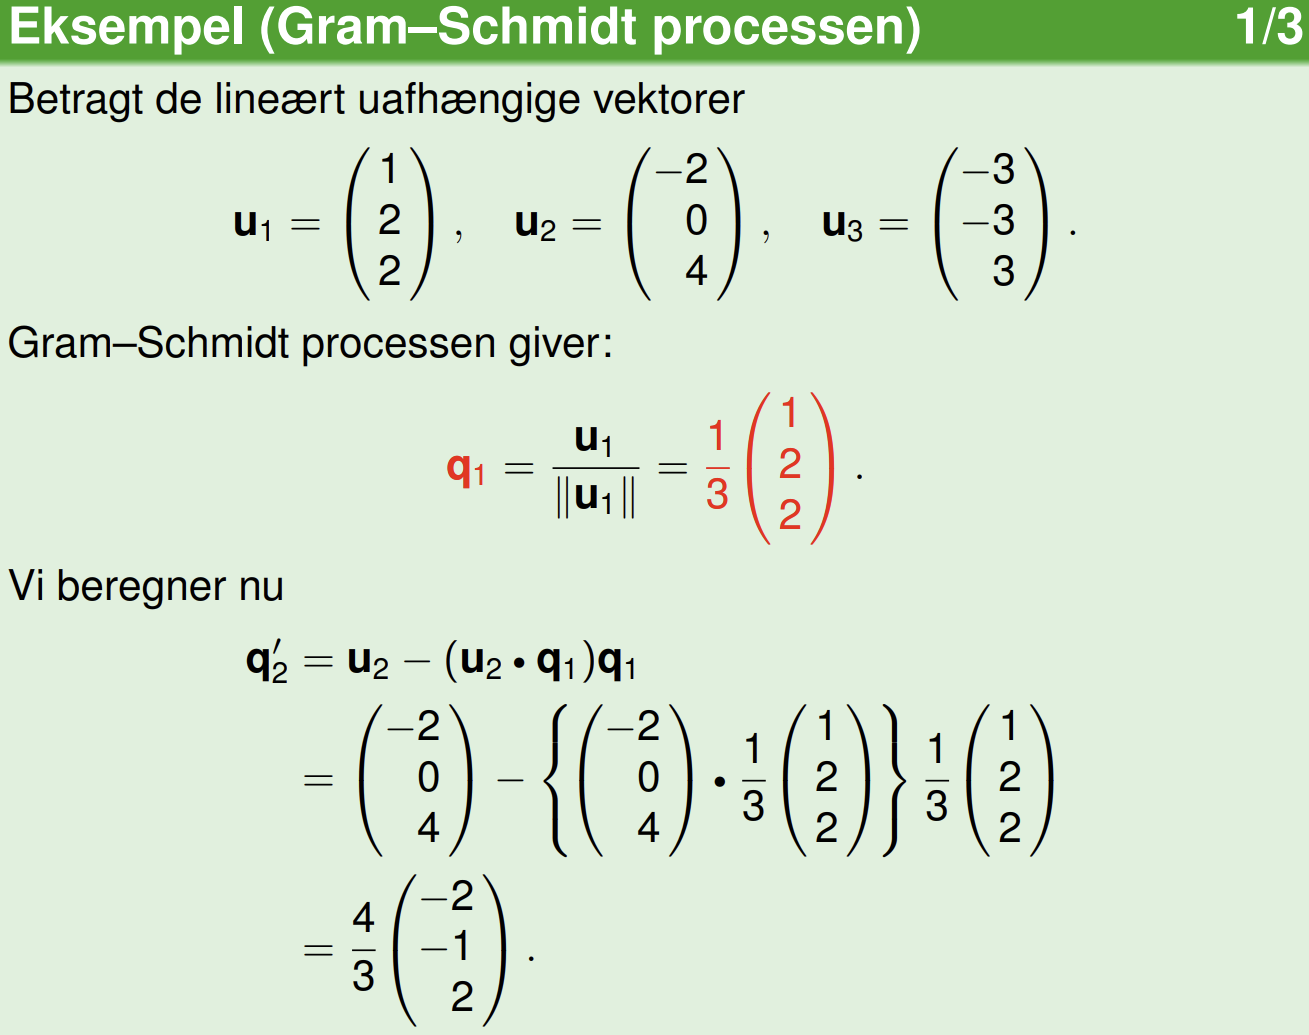 Eksempel (Gram–Schmidt processen) 1/3
Betragt de lineært uafhængige vektorer
u₁ = (1 2 2), u₂ = (−2 0 4), u₃ = (−3 −3 3).
Gram–Schmidt processen giver:
q₁ = u₁/‖u₁‖ = 1/3 (1 2 2).
Vi beregner nu
q′₂ = u₂ − (u₂ • q₁)q₁
= (−2 0 4) − {(−2 0 4) • 1/3 (1 2 2)} 1/3 (1 2 2)
= 4/3 (−2 −1 2).